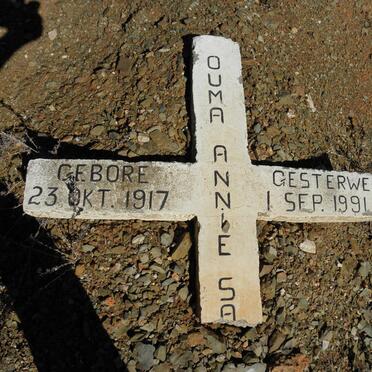 OUMA ANNIE SA
GEBORE
23 OKT. 1917
GESTERWE
1 SEP. 1991